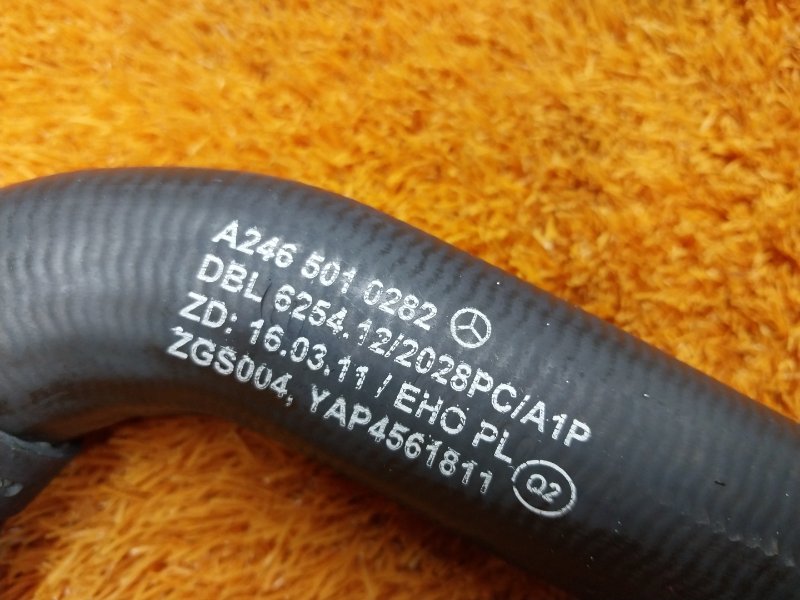 A246 501 0282
DBL 6254.12/2028PC/A1P
ZD: 16.03.11 / EHO PL
ZGS004, YAP4561811 Q2